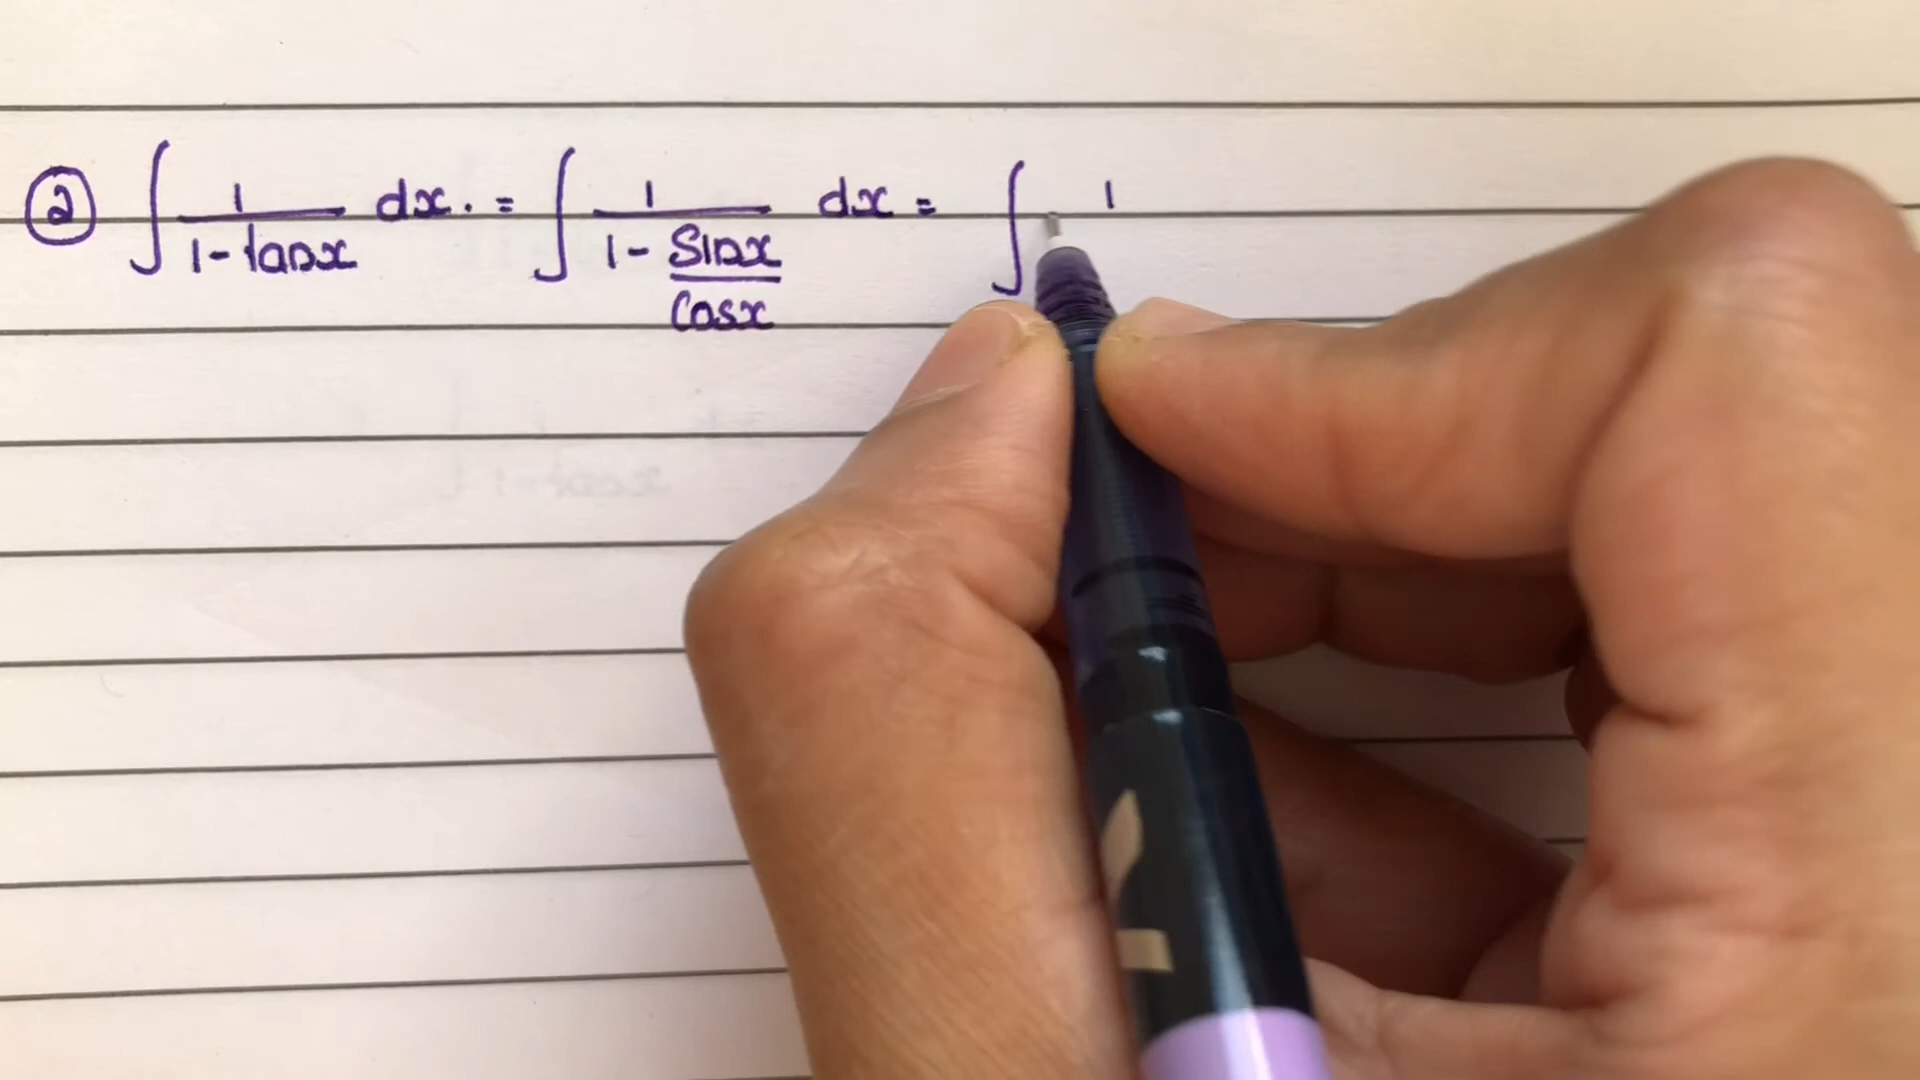 ② ∫ 1/(1 - tanx) dx. = ∫ 1/(1 - Sinx/Cosx) dx = ∫ 1